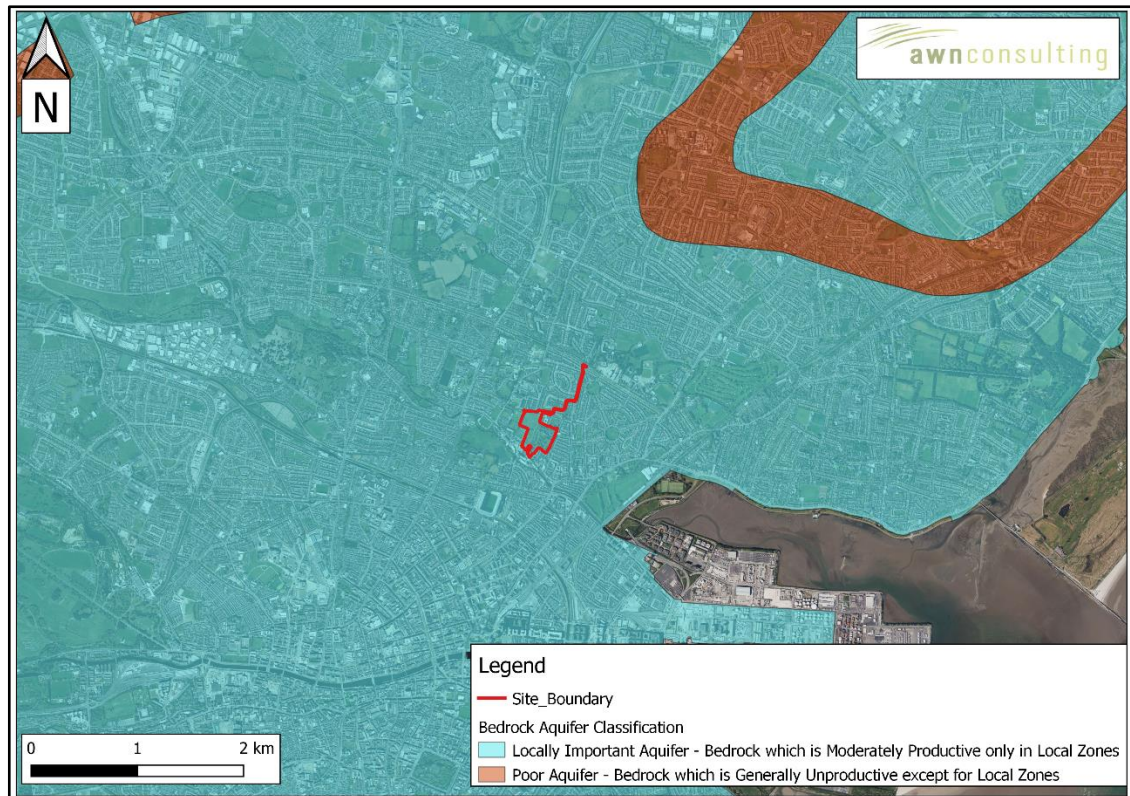 N
awnconsulting
Legend
Site_Boundary
Bedrock Aquifer Classification
Locally Important Aquifer - Bedrock which is Moderately Productive only in Local Zones
Poor Aquifer - Bedrock which is Generally Unproductive except for Local Zones
0 1 2 km